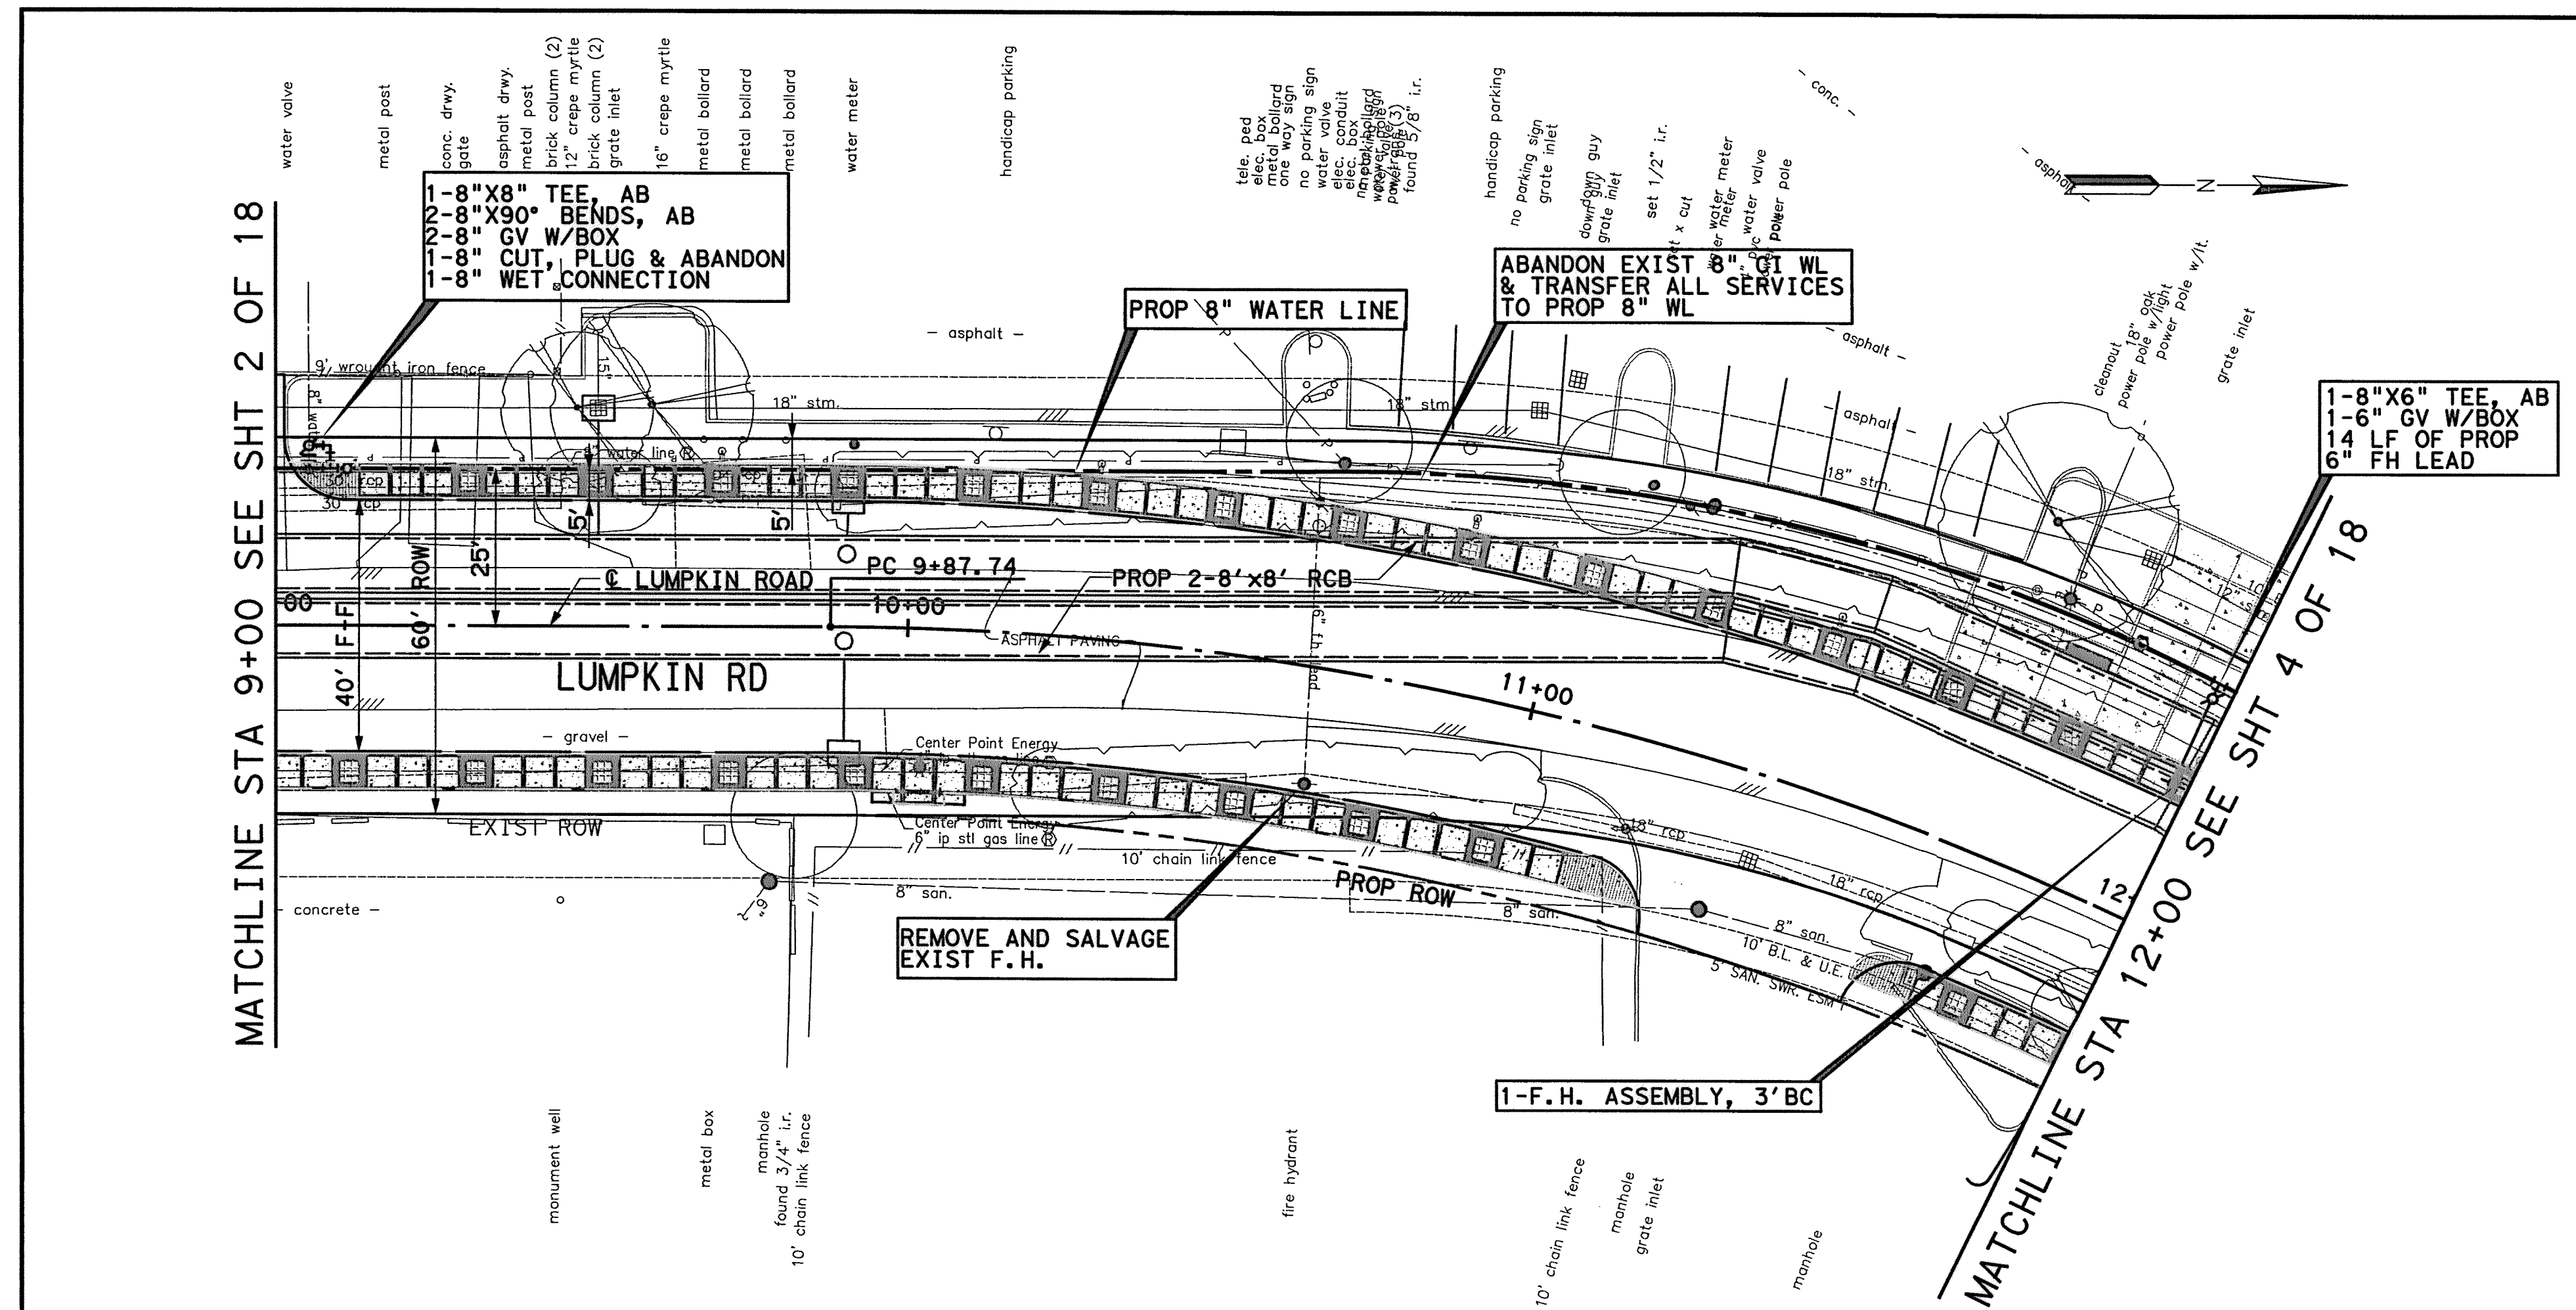 water valve
metal post
conc. drwy.
gate
asphalt drwy.
metal post
brick column (2)
12" crepe myrtle
brick column (2)
grate inlet
16" crepe myrtle
metal bollard
metal bollard
metal bollard
water meter
handicap parking
tele. ped
elec. box
metal bollard
one way sign
no parking sign
water valve
elec. conduit
elec. box
found 5/8" i.r.
handicap parking
no parking sign
grate inlet
down guy
down guy
grate inlet
set 1/2" i.r.
x cut
water meter
water meter
water valve
power pole
- conc. -
- asphalt -
N
cleanout
18" oak
power pole w/light
power pole w/lt.
grate inlet
1-8"X8" TEE, AB
2-8"X90° BENDS, AB
2-8" GV W/BOX
1-8" CUT, PLUG & ABANDON
1-8" WET CONNECTION
PROP 8" WATER LINE
ABANDON EXIST 8" CI WL
& TRANSFER ALL SERVICES
TO PROP 8" WL
1-8"X6" TEE, AB
1-6" GV W/BOX
14 LF OF PROP
6" FH LEAD
MATCHLINE STA 9+00 SEE SHT 2 OF 18
- asphalt -
- asphalt -
- asphalt -
9' wrought iron fence
15"
18" stm.
18" stm.
18" stm.
water line (R)
30" rcp
5'
5'
25'
40' F-F
60' ROW
00
℄ LUMPKIN ROAD
PC 9+87.74
10+00
PROP 2-8'x8' RCB
ASPHALT PAVING
LUMPKIN RD
11+00
12
- gravel -
Center Point Energy
Center Point Energy
6" ip stl gas line (R)
EXIST ROW
10' chain link fence
8" san.
6"
- concrete -
PROP ROW
8" san.
8" san.
18" rcp
18" rcp
10' B.L. & U.E.
5' SAN. SWR. ESM'T
REMOVE AND SALVAGE
EXIST F.H.
1-F.H. ASSEMBLY, 3'BC
MATCHLINE STA 12+00 SEE SHT 4 OF 18
monument well
metal box
manhole
found 3/4" i.r.
10' chain link fence
fire hydrant
10' chain link fence
manhole
grate inlet
manhole